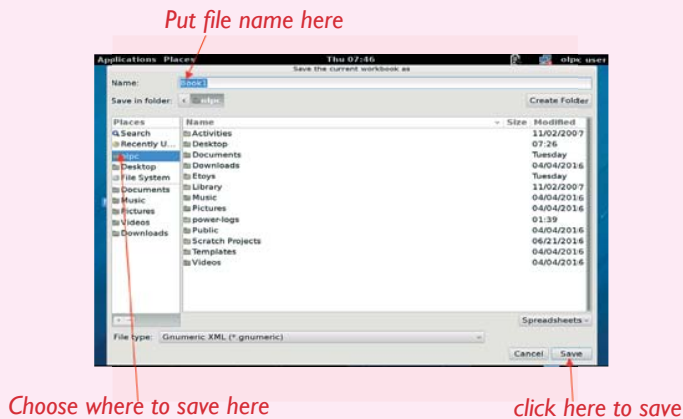 Put file name here
Applications Places Thu 07:46 olpc user
Save the current workbook as
Name: Book1
Save in folder: olpc Create Folder
Places Name Size Modified
Search Activities 11/02/2007
Recently U... Desktop 07:26
olpc Documents Tuesday
Desktop Downloads 04/04/2016
File System Etoys Tuesday
Documents Library 11/02/2007
Music Music 04/04/2016
Pictures Pictures 04/04/2016
Videos power-logs 01:39
Downloads Public 04/04/2016
Scratch Projects 06/21/2016
Templates 04/04/2016
Videos 04/04/2016
Spreadsheets
File type: Gnumeric XML (*.gnumeric)
Cancel Save
Choose where to save here click here to save